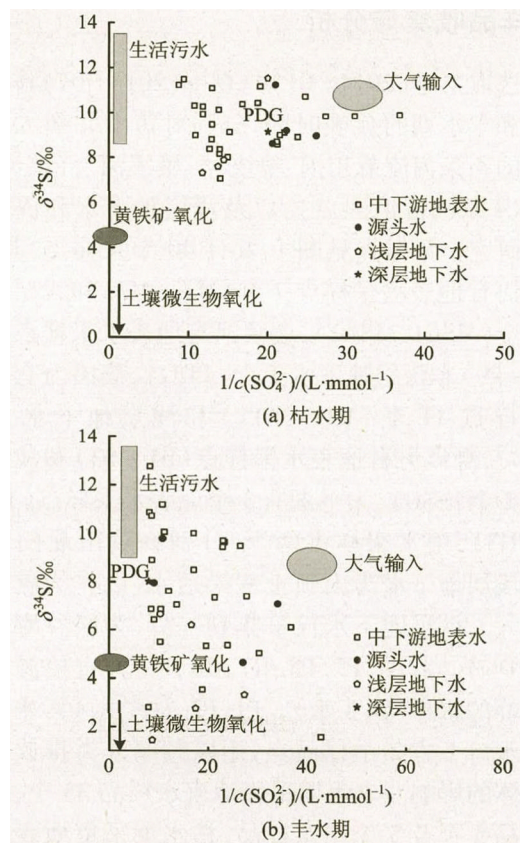 14
12
10
8
6
4
2
0
δ³⁴S/‰
生活污水
大气输入
PDG
黄铁矿氧化
中下游地表水
源头水
浅层地下水
深层地下水
土壤微生物氧化
0 10 20 30 40 50
1/c(SO₄²⁻)/(L·mmol⁻¹)
(a) 枯水期
14
12
10
8
6
4
2
δ³⁴S/‰
生活污水
PDG
大气输入
黄铁矿氧化
中下游地表水
源头水
浅层地下水
深层地下水
土壤微生物氧化
0 20 40 60 80
1/c(SO₄²⁻)/(L·mmol⁻¹)
(b) 丰水期